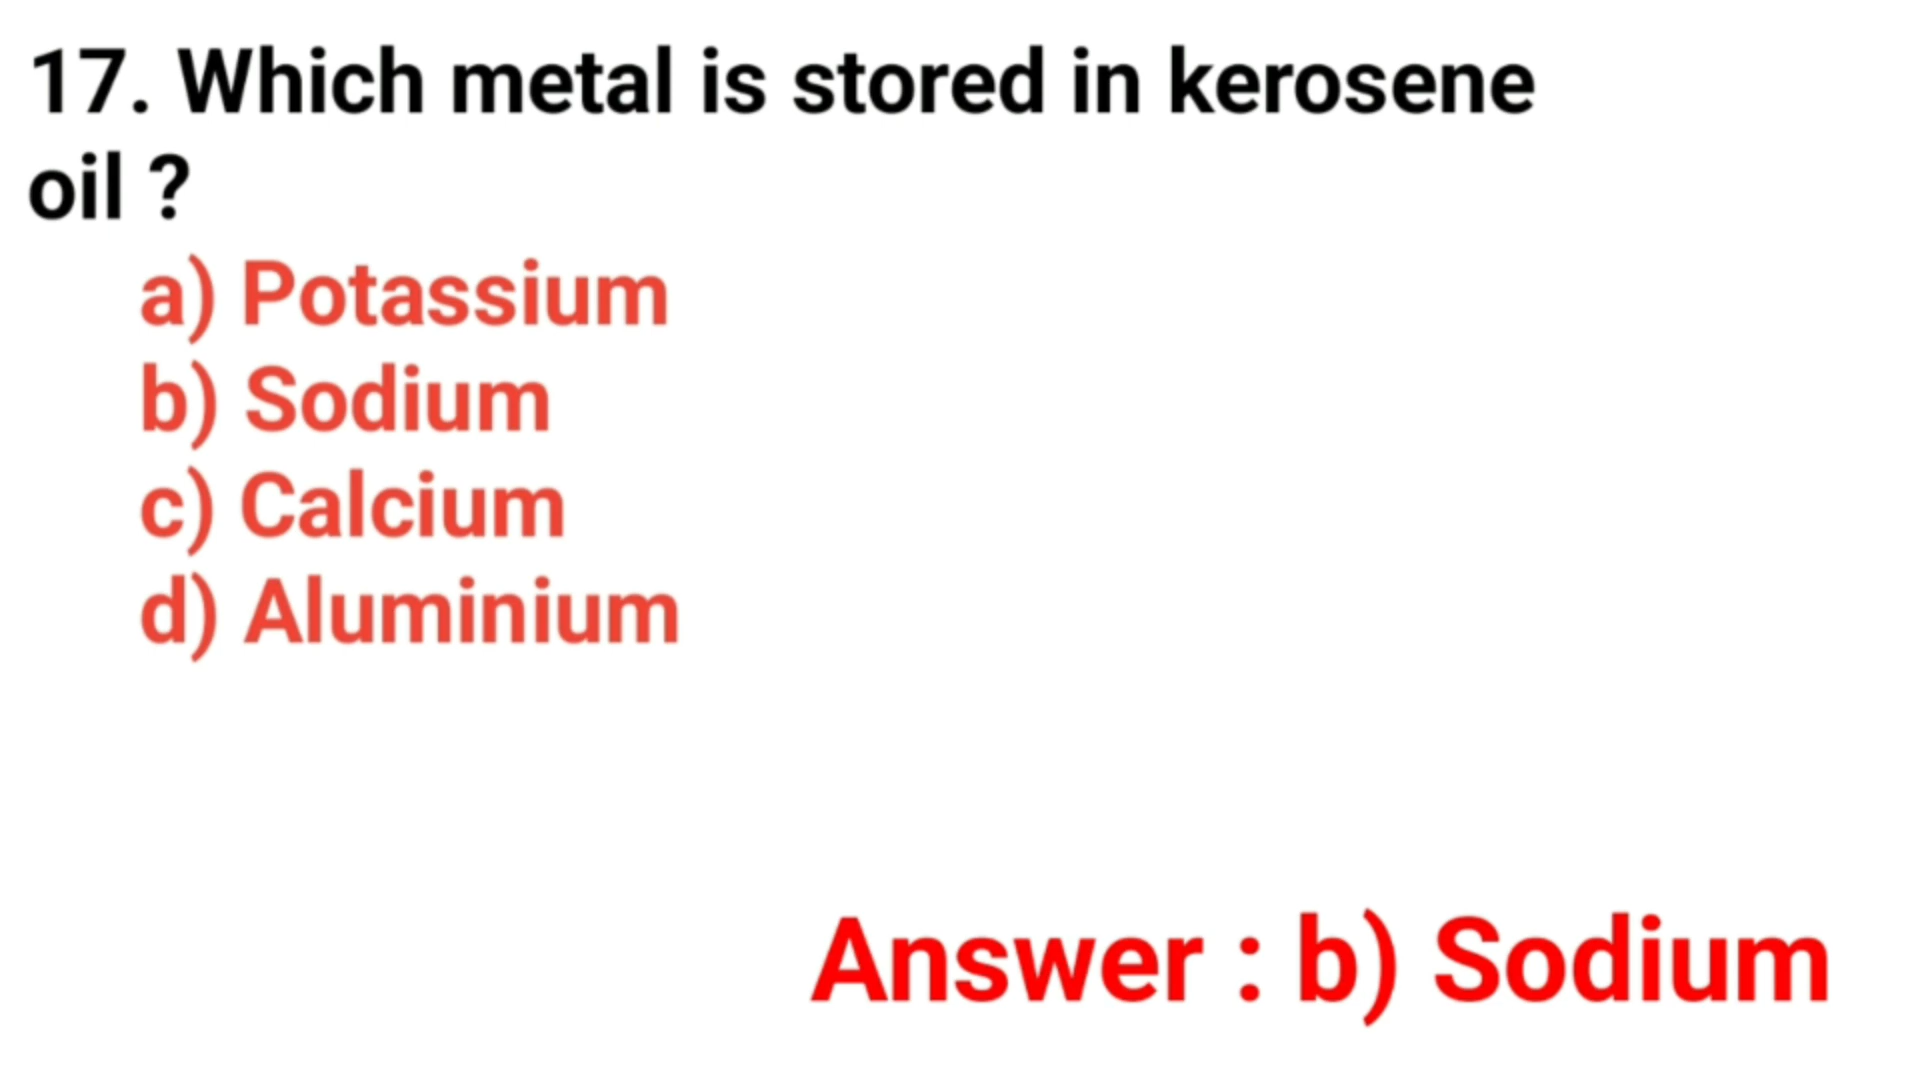 17. Which metal is stored in kerosene
oil ?
a) Potassium
b) Sodium
c) Calcium
d) Aluminium
Answer : b) Sodium